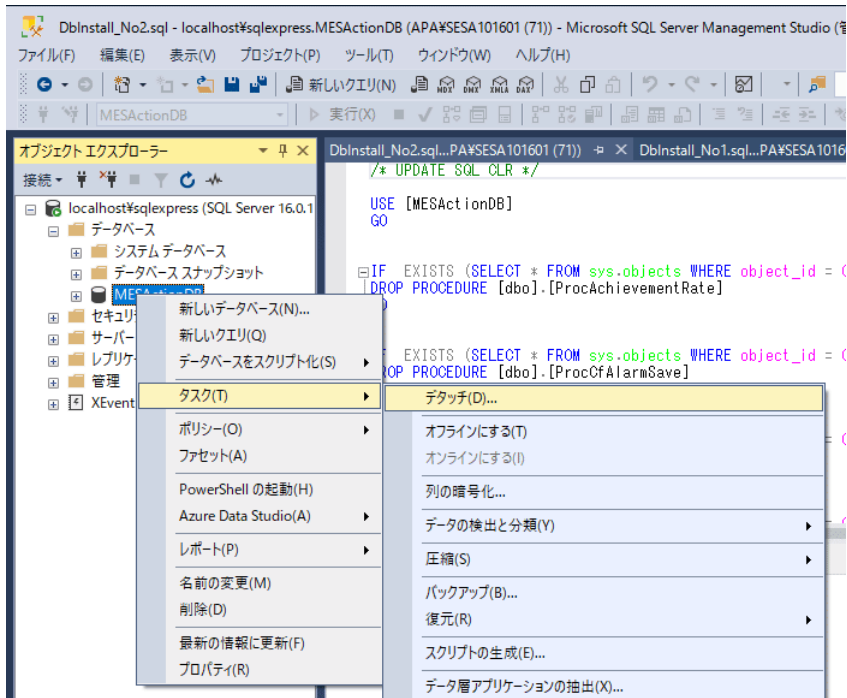 DbInstall_No2.sql - localhost¥sqlexpress.MESActionDB (APA¥SESA101601 (71)) - Microsoft SQL Server Management Studio
ファイル(F) 編集(E) 表示(V) プロジェクト(P) ツール(T) ウィンドウ(W) ヘルプ(H)
新しいクエリ(N) MDX DMX XMLA DAX
MESActionDB 実行(X)
オブジェクト エクスプローラー
DbInstall_No2.sql...PA¥SESA101601 (71)) DbInstall_No1.sql...PA¥SESA1016
接続
/* UPDATE SQL CLR */
USE [MESActionDB]
GO
IF EXISTS (SELECT * FROM sys.objects WHERE object_id =
DROP PROCEDURE [dbo].[ProcAchievementRate]
EXISTS (SELECT * FROM sys.objects WHERE object_id =
ROP PROCEDURE [dbo].[ProcCfAlarmSave]
localhost¥sqlexpress (SQL Server 16.0.1
データベース
システム データベース
データベース スナップショット
MESActionDB
セキュリ
サーバー
レプリケ
管理
XEvent
新しいデータベース(N)...
新しいクエリ(Q)
データベースをスクリプト化(S)
タスク(T)
ポリシー(O)
ファセット(A)
PowerShell の起動(H)
Azure Data Studio(A)
レポート(P)
名前の変更(M)
削除(D)
最新の情報に更新(F)
プロパティ(R)
デタッチ(D)...
オフラインにする(T)
オンラインにする(I)
列の暗号化...
データの検出と分類(Y)
圧縮(S)
バックアップ(B)...
復元(R)
スクリプトの生成(E)...
データ層アプリケーションの抽出(X)...